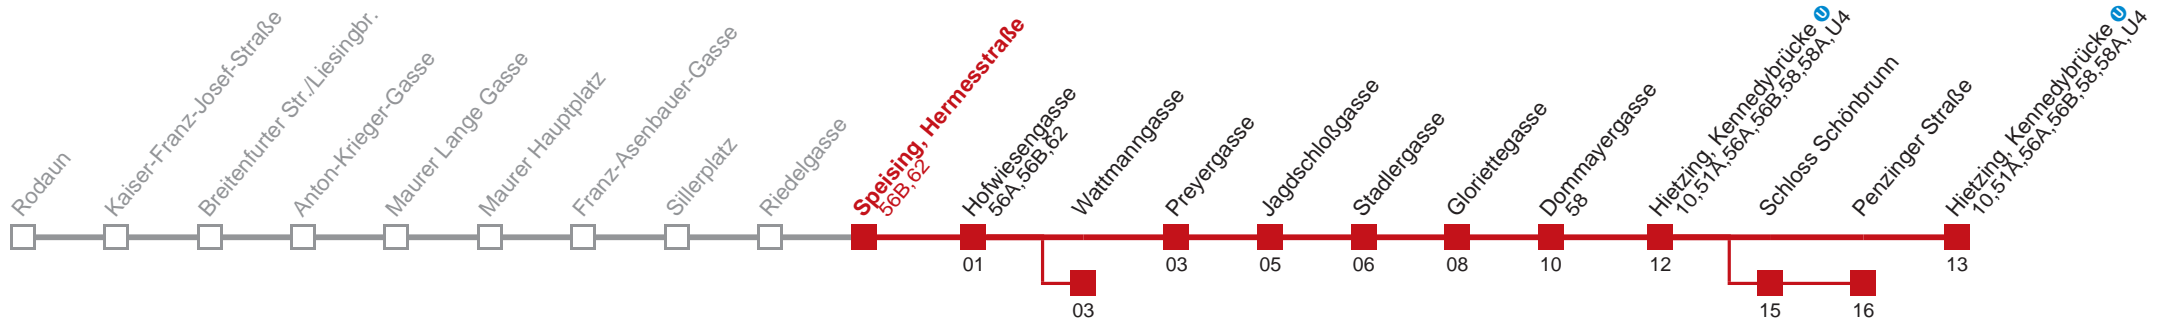 Rodaun
Kaiser-Franz-Josef-Straße
Breitenfurter Str./Liesingbr.
Anton-Krieger-Gasse
Maurer Lange Gasse
Maurer Hauptplatz
Franz-Asenbauer-Gasse
Sillerplatz
Riedelgasse
Speising, Hermesstraße
56B,62
Hofwiesengasse
56A,56B,62
Wattmanngasse
Preyergasse
Jagdschloßgasse
Stadlergasse
Gloriettegasse
Dommayergasse
58
Hietzing, Kennedybrücke U
10,51A,56A,56B,58,58A,U4
Schloss Schönbrunn
Penzinger Straße
Hietzing, Kennedybrücke U
10,51A,56A,56B,58,58A,U4
01
03
05
06
08
10
12
13
03
15
16